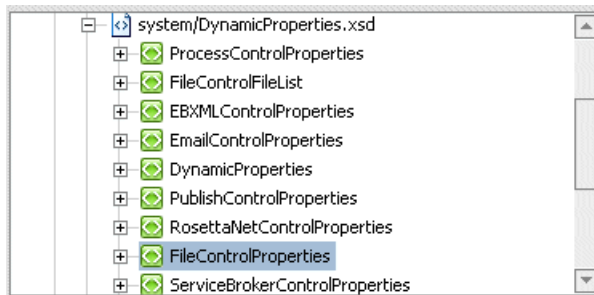 system/DynamicProperties.xsd
ProcessControlProperties
FileControlFileList
EBXMLControlProperties
EmailControlProperties
DynamicProperties
PublishControlProperties
RosettaNetControlProperties
FileControlProperties
ServiceBrokerControlProperties